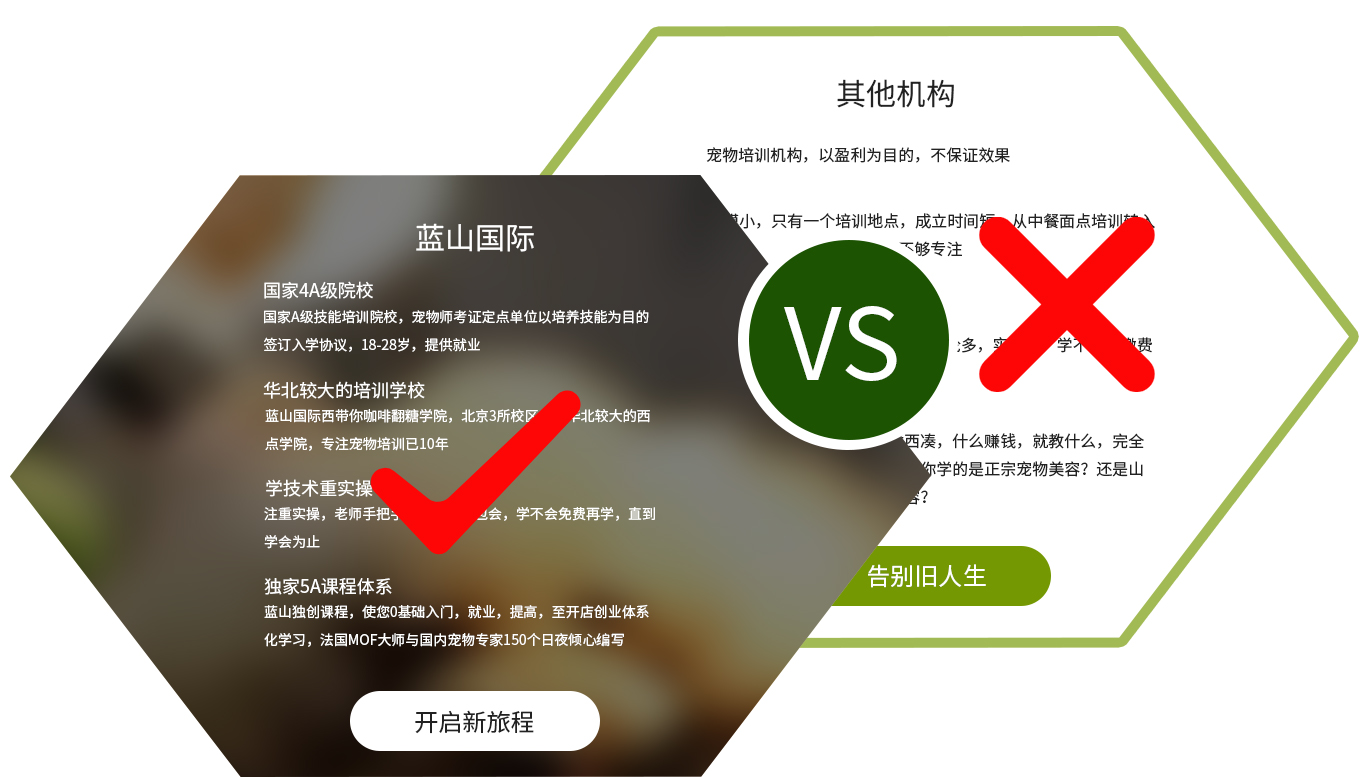 其他机构
宠物培训机构，以盈利为目的，不保证效果
小，只有一个培训地点，成立时间短，从中餐面点培训转入
不够专注
多，实 学不 缴费
西凑，什么赚钱，就教什么，完全
你学的是正宗宠物美容？还是山
容？
告别旧人生
VS
蓝山国际
国家4A级院校
国家A级技能培训院校，宠物师考证定点单位以培养技能为目的
签订入学协议，18-28岁，提供就业
华北较大的培训学校
蓝山国际西带你咖啡翻糖学院，北京3所校区 华北较大的西
点学院，专注宠物培训已10年
学技术重实操
注重实操，老师手把手 包会，学不会免费再学，直到
学会为止
独家5A课程体系
蓝山独创课程，使您0基础入门，就业，提高，至开店创业体系
化学习，法国MOF大师与国内宠物专家150个日夜倾心编写
开启新旅程